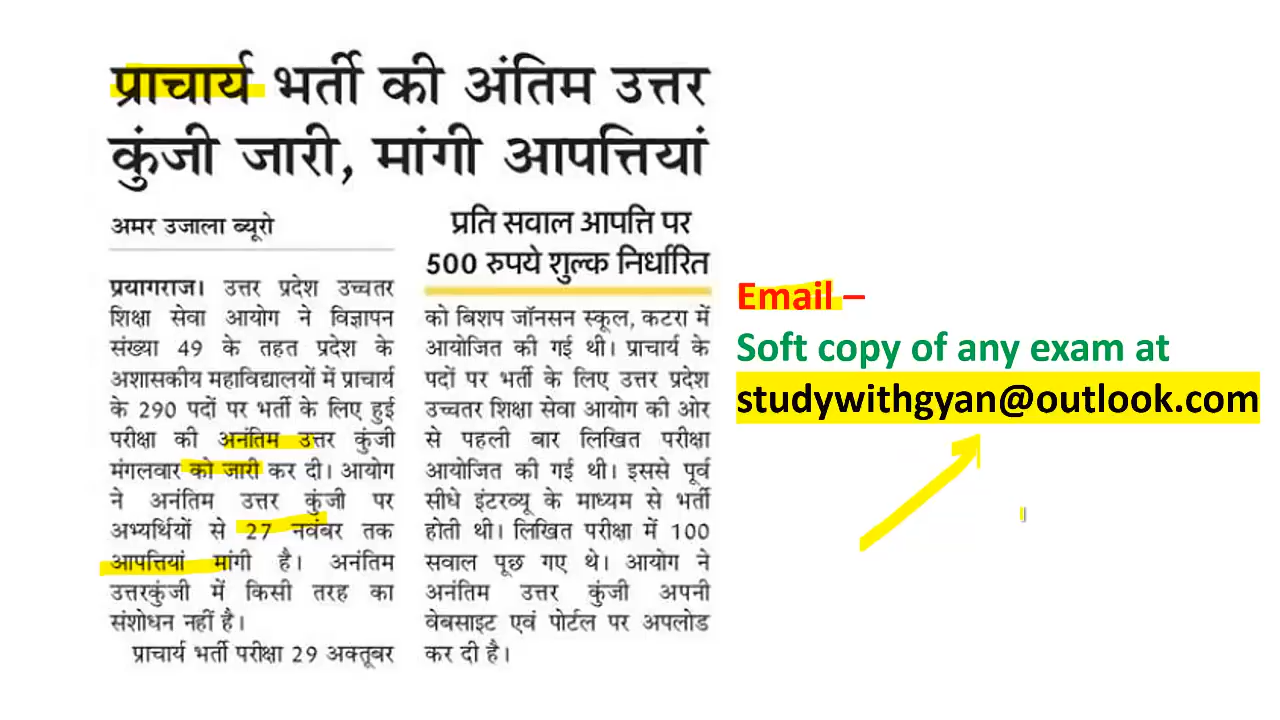 प्राचार्य भर्ती की अंतिम उत्तर
कुंजी जारी, मांगी आपत्तियां
अमर उजाला ब्यूरो
प्रयागराज। उत्तर प्रदेश उच्चतर
शिक्षा सेवा आयोग ने विज्ञापन
संख्या 49 के तहत प्रदेश के
अशासकीय महाविद्यालयों में प्राचार्य
के 290 पदों पर भर्ती के लिए हुई
परीक्षा की अनंतिम उत्तर कुंजी
मंगलवार को जारी कर दी। आयोग
ने अनंतिम उत्तर कुंजी पर
अभ्यर्थियों से 27 नवंबर तक
आपत्तियां मांगी है। अनंतिम
उत्तरकुंजी में किसी तरह का
संशोधन नहीं है।
प्राचार्य भर्ती परीक्षा 29 अक्तूबर
प्रति सवाल आपत्ति पर
500 रुपये शुल्क निर्धारित
को बिशप जॉनसन स्कूल, कटरा में
आयोजित की गई थी। प्राचार्य के
पदों पर भर्ती के लिए उत्तर प्रदेश
उच्चतर शिक्षा सेवा आयोग की ओर
से पहली बार लिखित परीक्षा
आयोजित की गई थी। इससे पूर्व
सीधे इंटरव्यू के माध्यम से भर्ती
होती थी। लिखित परीक्षा में 100
सवाल पूछ गए थे। आयोग ने
अनंतिम उत्तर कुंजी अपनी
वेबसाइट एवं पोर्टल पर अपलोड
कर दी है।
Email –
Soft copy of any exam at
studywithgyan@outlook.com